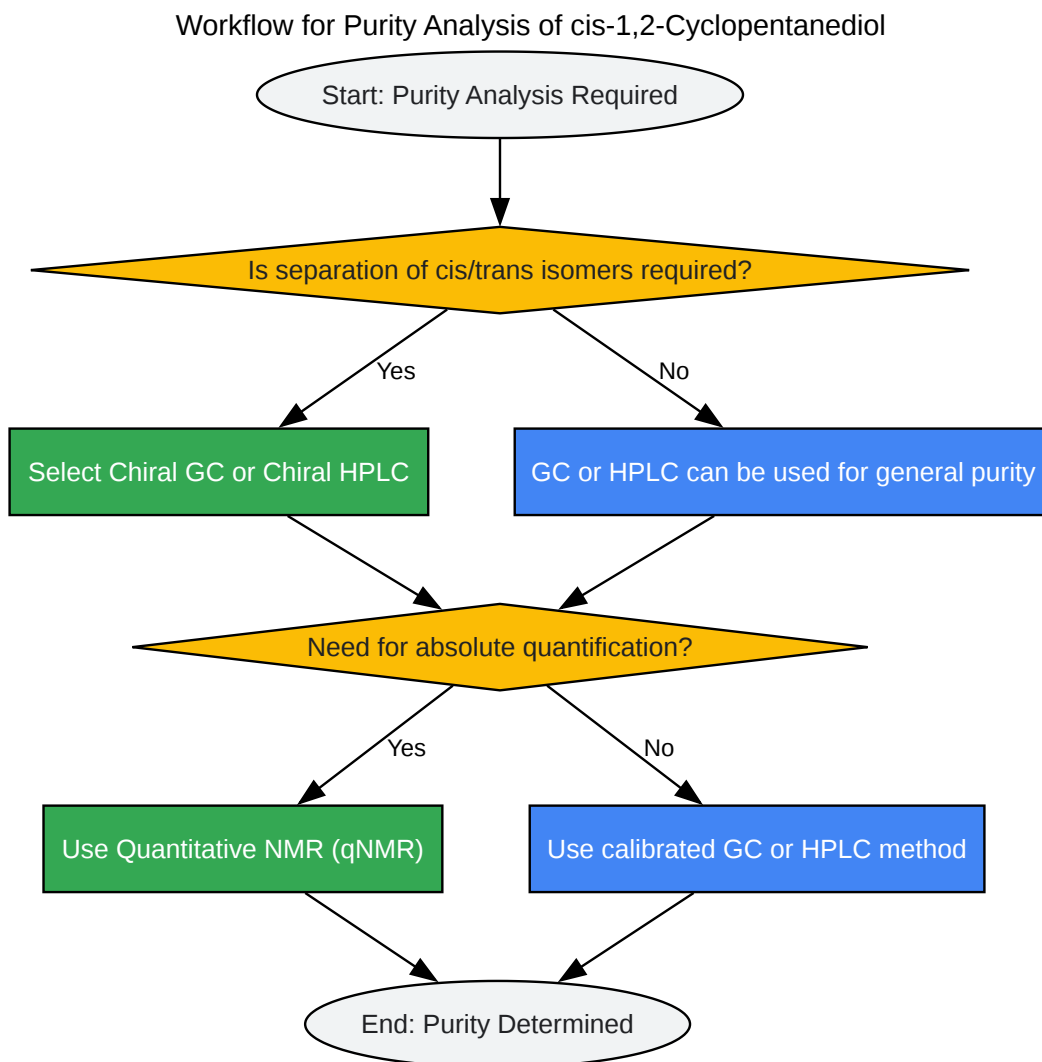 Workflow for Purity Analysis of cis-1,2-Cyclopentanediol
Start: Purity Analysis Required
Is separation of cis/trans isomers required?
Yes
No
Select Chiral GC or Chiral HPLC
GC or HPLC can be used for general purity
Need for absolute quantification?
Yes
No
Use Quantitative NMR (qNMR)
Use calibrated GC or HPLC method
End: Purity Determined